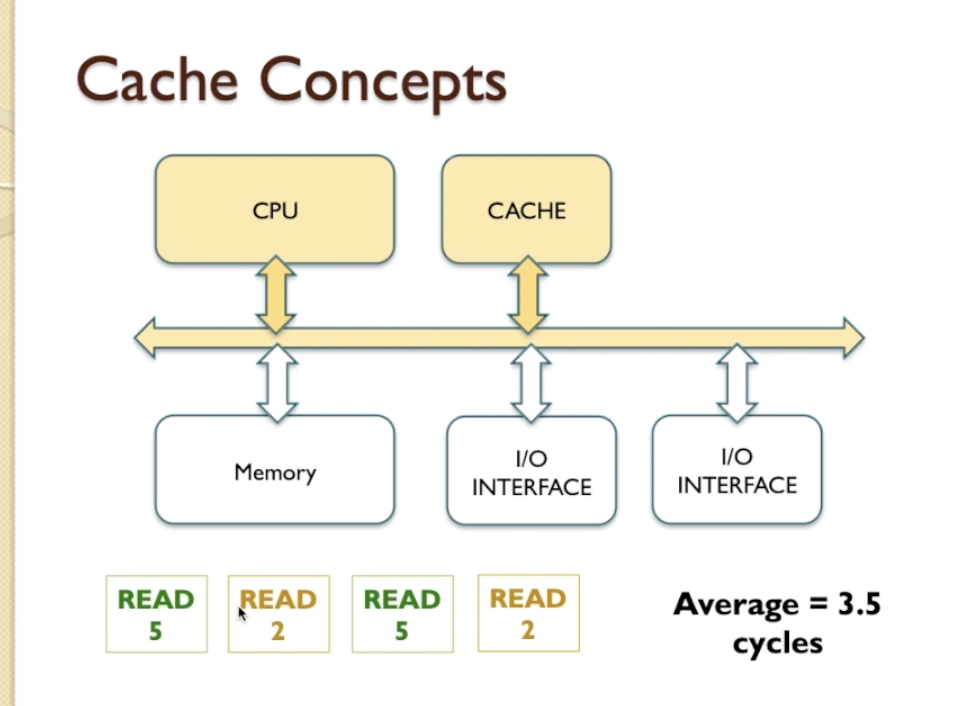 Cache Concepts
CPU
CACHE
Memory
I/O
INTERFACE
I/O
INTERFACE
READ
5
READ
2
READ
5
READ
2
Average = 3.5
cycles